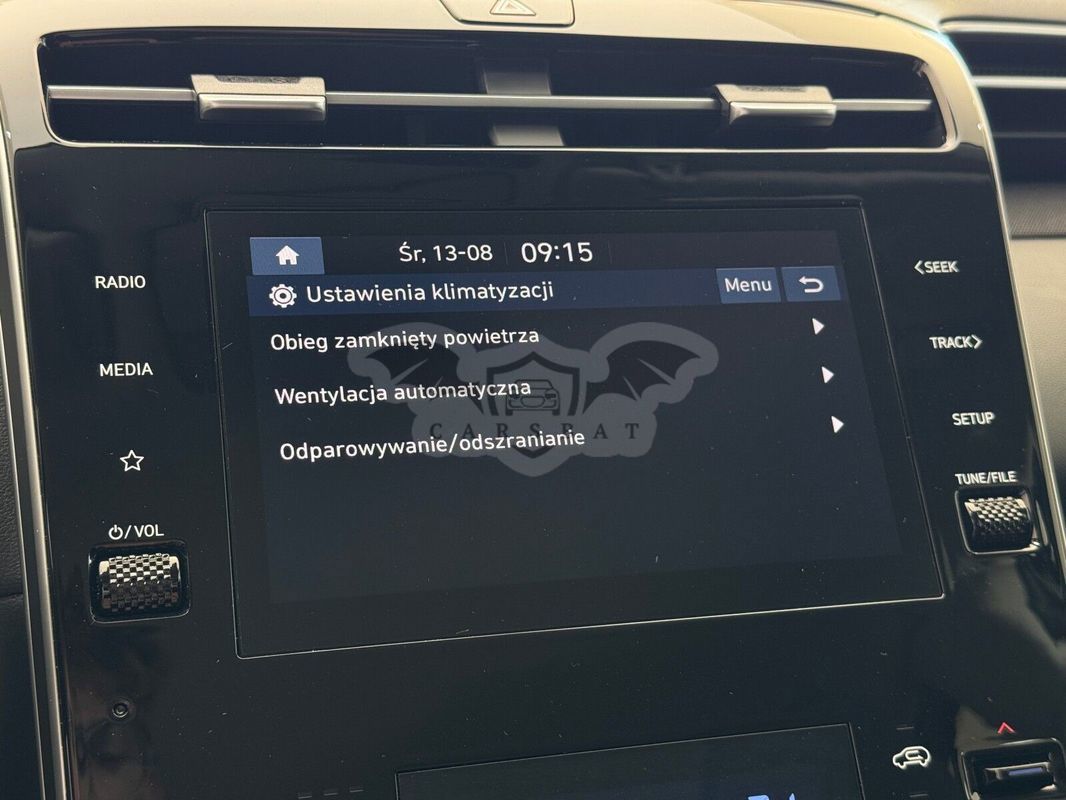 Śr, 13-08 09:15
Ustawienia klimatyzacji Menu
Obieg zamknięty powietrza
Wentylacja automatyczna
Odparowywanie/odszranianie
CARSBAT
RADIO
MEDIA
/VOL
<SEEK
TRACK>
SETUP
TUNE/FILE